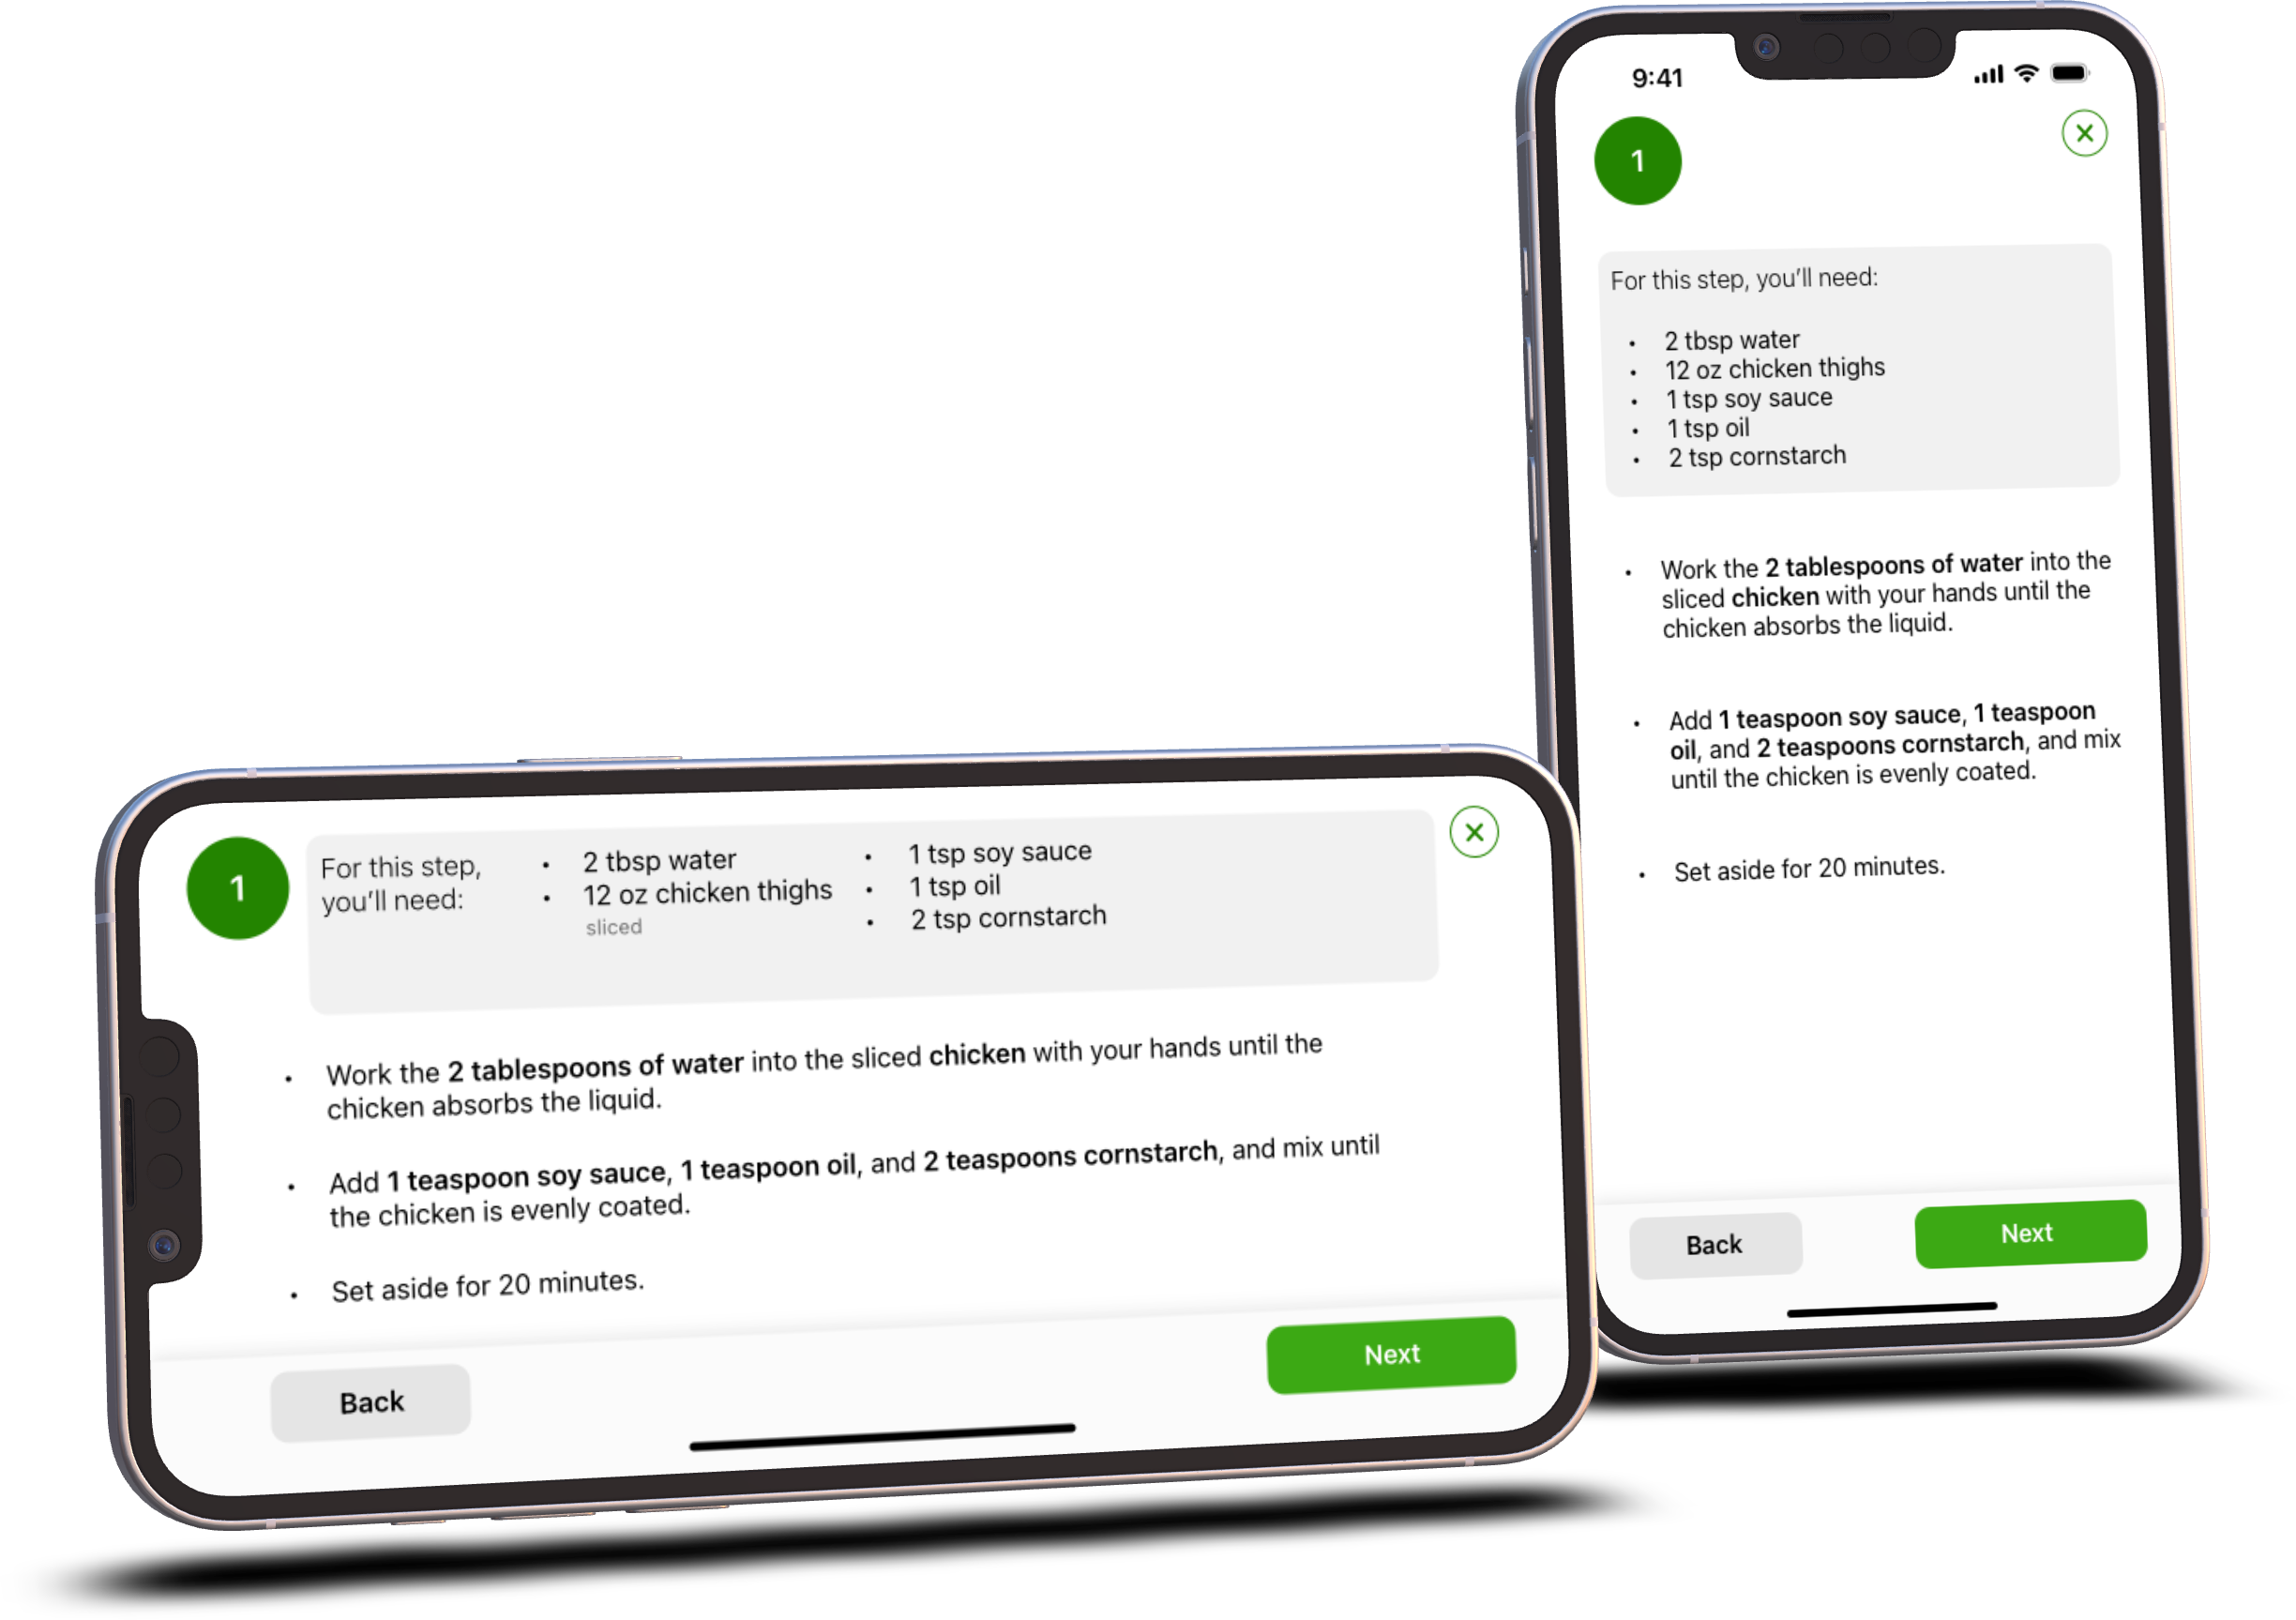 1
For this step,
you'll need:
2 tbsp water
12 oz chicken thighs
sliced
1 tsp soy sauce
1 tsp oil
2 tsp cornstarch
Work the 2 tablespoons of water into the sliced chicken with your hands until the
chicken absorbs the liquid.
Add 1 teaspoon soy sauce, 1 teaspoon oil, and 2 teaspoons cornstarch, and mix until
the chicken is evenly coated.
Set aside for 20 minutes.
Back
Next
9:41
1
For this step, you'll need:
2 tbsp water
12 oz chicken thighs
1 tsp soy sauce
1 tsp oil
2 tsp cornstarch
Work the 2 tablespoons of water into the
sliced chicken with your hands until the
chicken absorbs the liquid.
Add 1 teaspoon soy sauce, 1 teaspoon
oil, and 2 teaspoons cornstarch, and mix
until the chicken is evenly coated.
Set aside for 20 minutes.
Back
Next